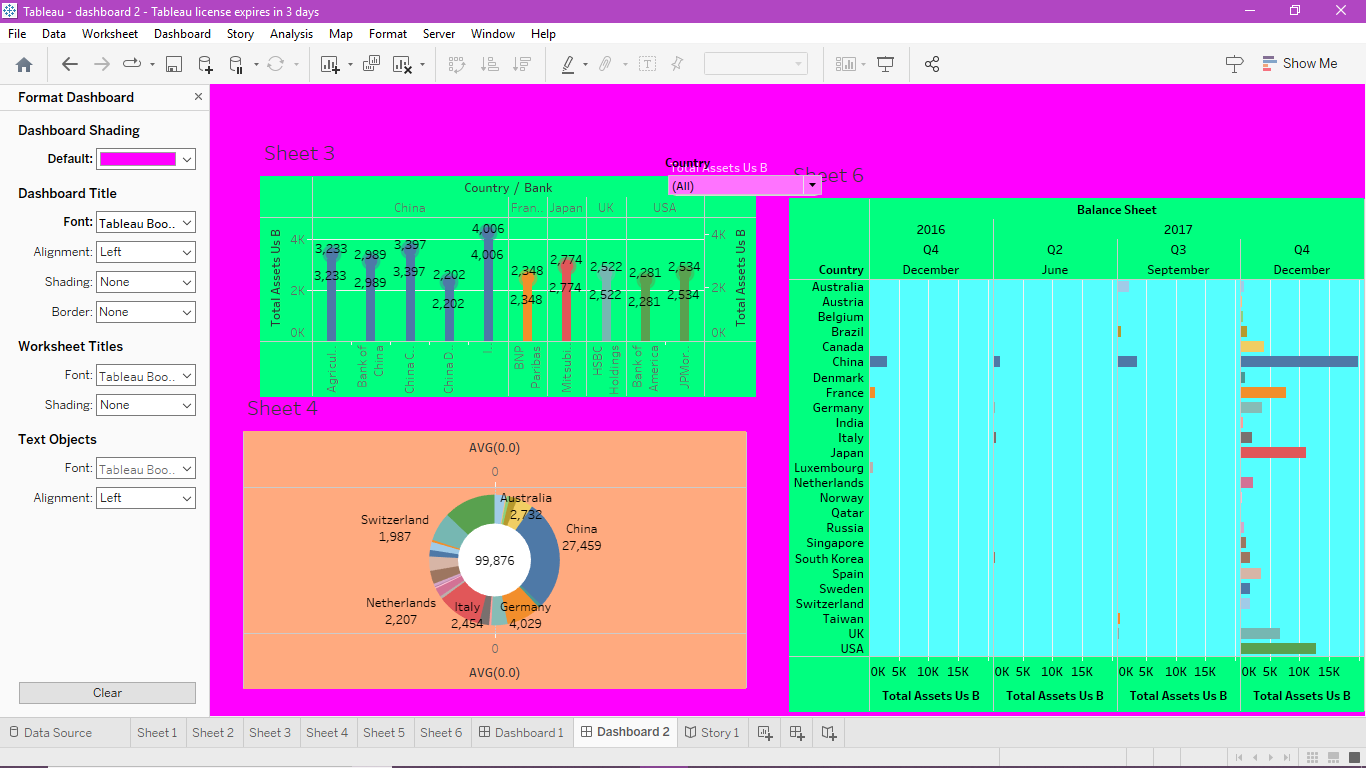 Tableau - dashboard 2 - Tableau license expires in 3 days
File Data Worksheet Dashboard Story Analysis Map Format Server Window Help
Show Me
Format Dashboard
Dashboard Shading
Default:
Dashboard Title
Font: Tableau Boo..
Alignment: Left
Shading: None
Border: None
Worksheet Titles
Font: Tableau Boo..
Shading: None
Text Objects
Font: Tableau Boo..
Alignment: Left
Clear
Sheet 3
Country / Bank
China Fran.. Japan UK USA
Total Assets Us B
4K
2K
0K
3,233 2,989 3,397 2,202 4,006 2,348 2,774 2,522 2,281 2,534
3,233 2,989 3,397 2,202 4,006 2,348 2,774 2,522 2,281 2,534
4K
2K
0K
Total Assets Us B
Agricul..
Bank of China
China C..
China D..
I..
BNP Paribas
Mitsubi..
HSBC Holdings
Bank of America
JPMor..
Country
Total Assets Us B
(All)
Sheet 4
AVG(0.0)
0
Australia
2,732
China
27,459
Switzerland
1,987
99,876
Netherlands
2,207
Italy
2,454
Germany
4,029
0
AVG(0.0)
Sheet 6
Balance Sheet
2016 2017
Q4 Q2 Q3 Q4
Country December June September December
Australia
Austria
Belgium
Brazil
Canada
China
Denmark
France
Germany
India
Italy
Japan
Luxembourg
Netherlands
Norway
Qatar
Russia
Singapore
South Korea
Spain
Sweden
Switzerland
Taiwan
UK
USA
0K 5K 10K 15K 0K 5K 10K 15K 0K 5K 10K 15K 0K 5K 10K 15K
Total Assets Us B Total Assets Us B Total Assets Us B Total Assets Us B
Data Source Sheet 1 Sheet 2 Sheet 3 Sheet 4 Sheet 5 Sheet 6 Dashboard 1 Dashboard 2 Story 1